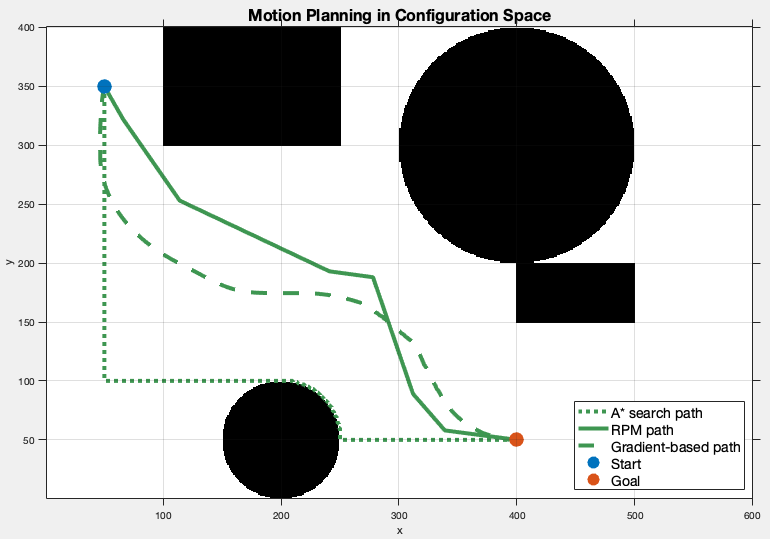 Motion Planning in Configuration Space
400
350
300
250
200
150
100
50
y
100
200
300
400
500
600
x
A* search path
RPM path
Gradient-based path
Start
Goal